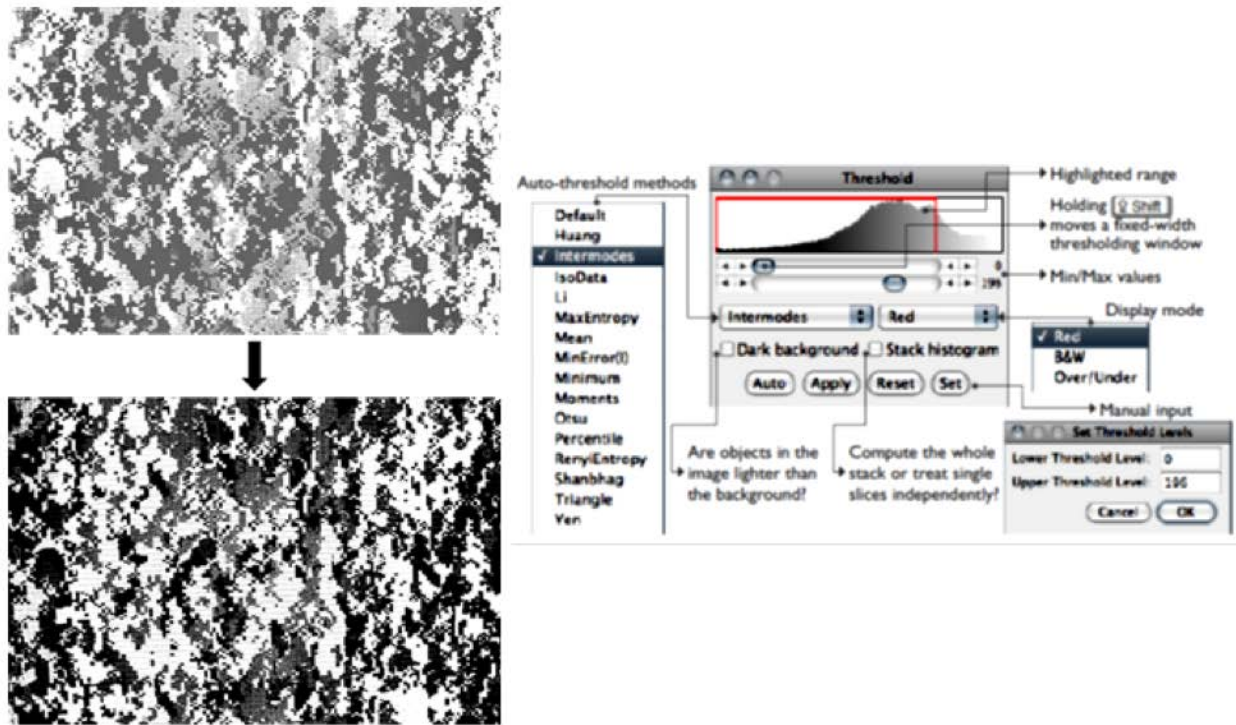 Auto-threshold methods
Default
Huang
✓ Intermodes
IsoData
Li
MaxEntropy
Mean
MinError(I)
Minimum
Moments
Otsu
Percentile
RenyiEntropy
Shanbhag
Triangle
Yen
Threshold
0
196
Intermodes
Red
Dark background
Stack histogram
Auto
Apply
Reset
Set
Are objects in the
image lighter than
the background?
Compute the whole
stack or treat single
slices independently?
Highlighted range
Holding ⇧ Shift
moves a fixed-width
thresholding window
Min/Max values
Display mode
✓ Red
B&W
Over/Under
Manual input
Set Threshold Levels
Lower Threshold Level: 0
Upper Threshold Level: 196
Cancel
OK